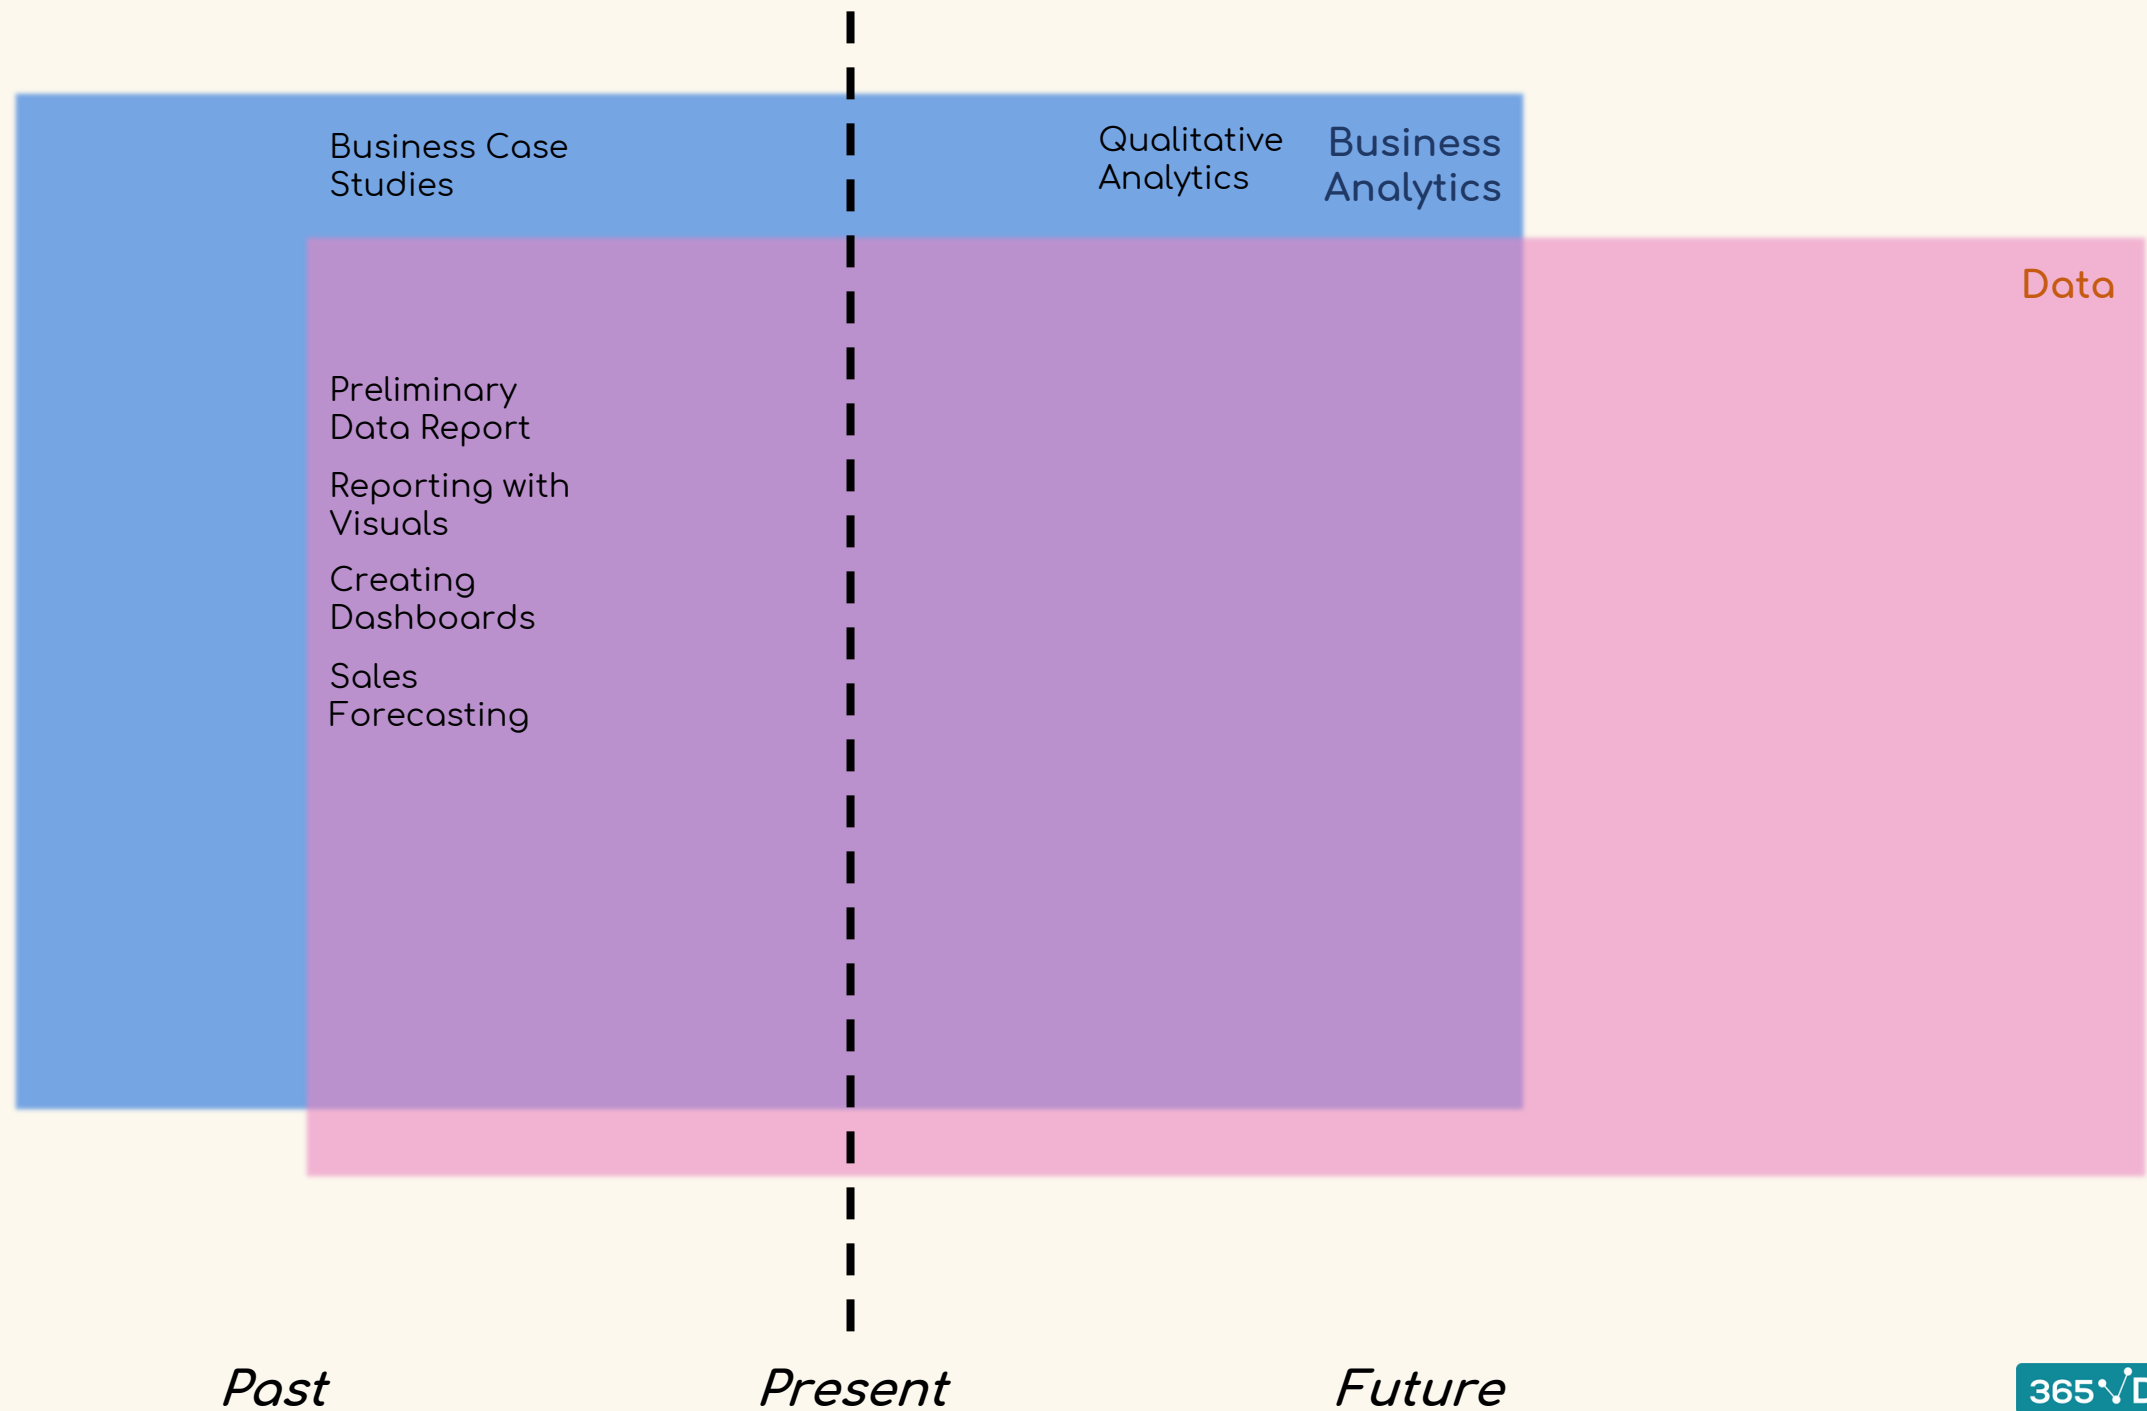 Business Case
Studies
Qualitative
Analytics
Business
Analytics
Data
Preliminary
Data Report
Reporting with
Visuals
Creating
Dashboards
Sales
Forecasting
Past
Present
Future
365 D